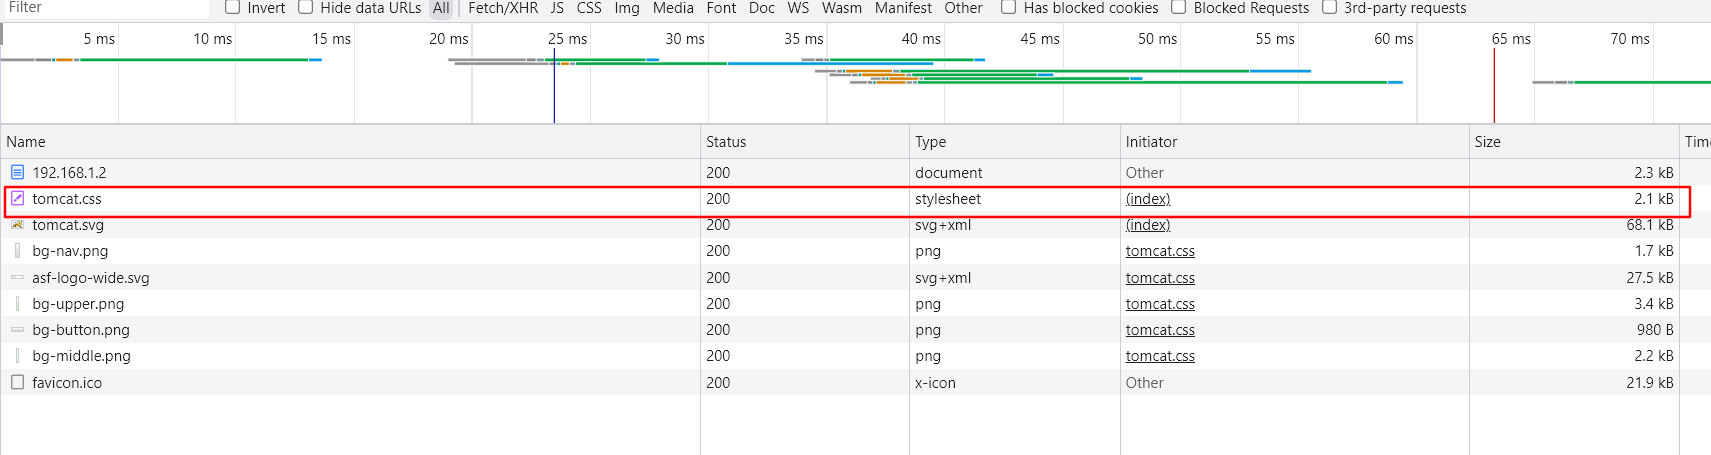 Filter Invert Hide data URLs All Fetch/XHR JS CSS Img Media Font Doc WS Wasm Manifest Other Has blocked cookies Blocked Requests 3rd-party requests
5 ms 10 ms 15 ms 20 ms 25 ms 30 ms 35 ms 40 ms 45 ms 50 ms 55 ms 60 ms 65 ms 70 ms
Name Status Type Initiator Size Time
192.168.1.2 200 document Other 2.3 kB
tomcat.css 200 stylesheet (index) 2.1 kB
tomcat.svg 200 svg+xml (index) 68.1 kB
bg-nav.png 200 png tomcat.css 1.7 kB
asf-logo-wide.svg 200 svg+xml tomcat.css 27.5 kB
bg-upper.png 200 png tomcat.css 3.4 kB
bg-button.png 200 png tomcat.css 980 B
bg-middle.png 200 png tomcat.css 2.2 kB
favicon.ico 200 x-icon Other 21.9 kB